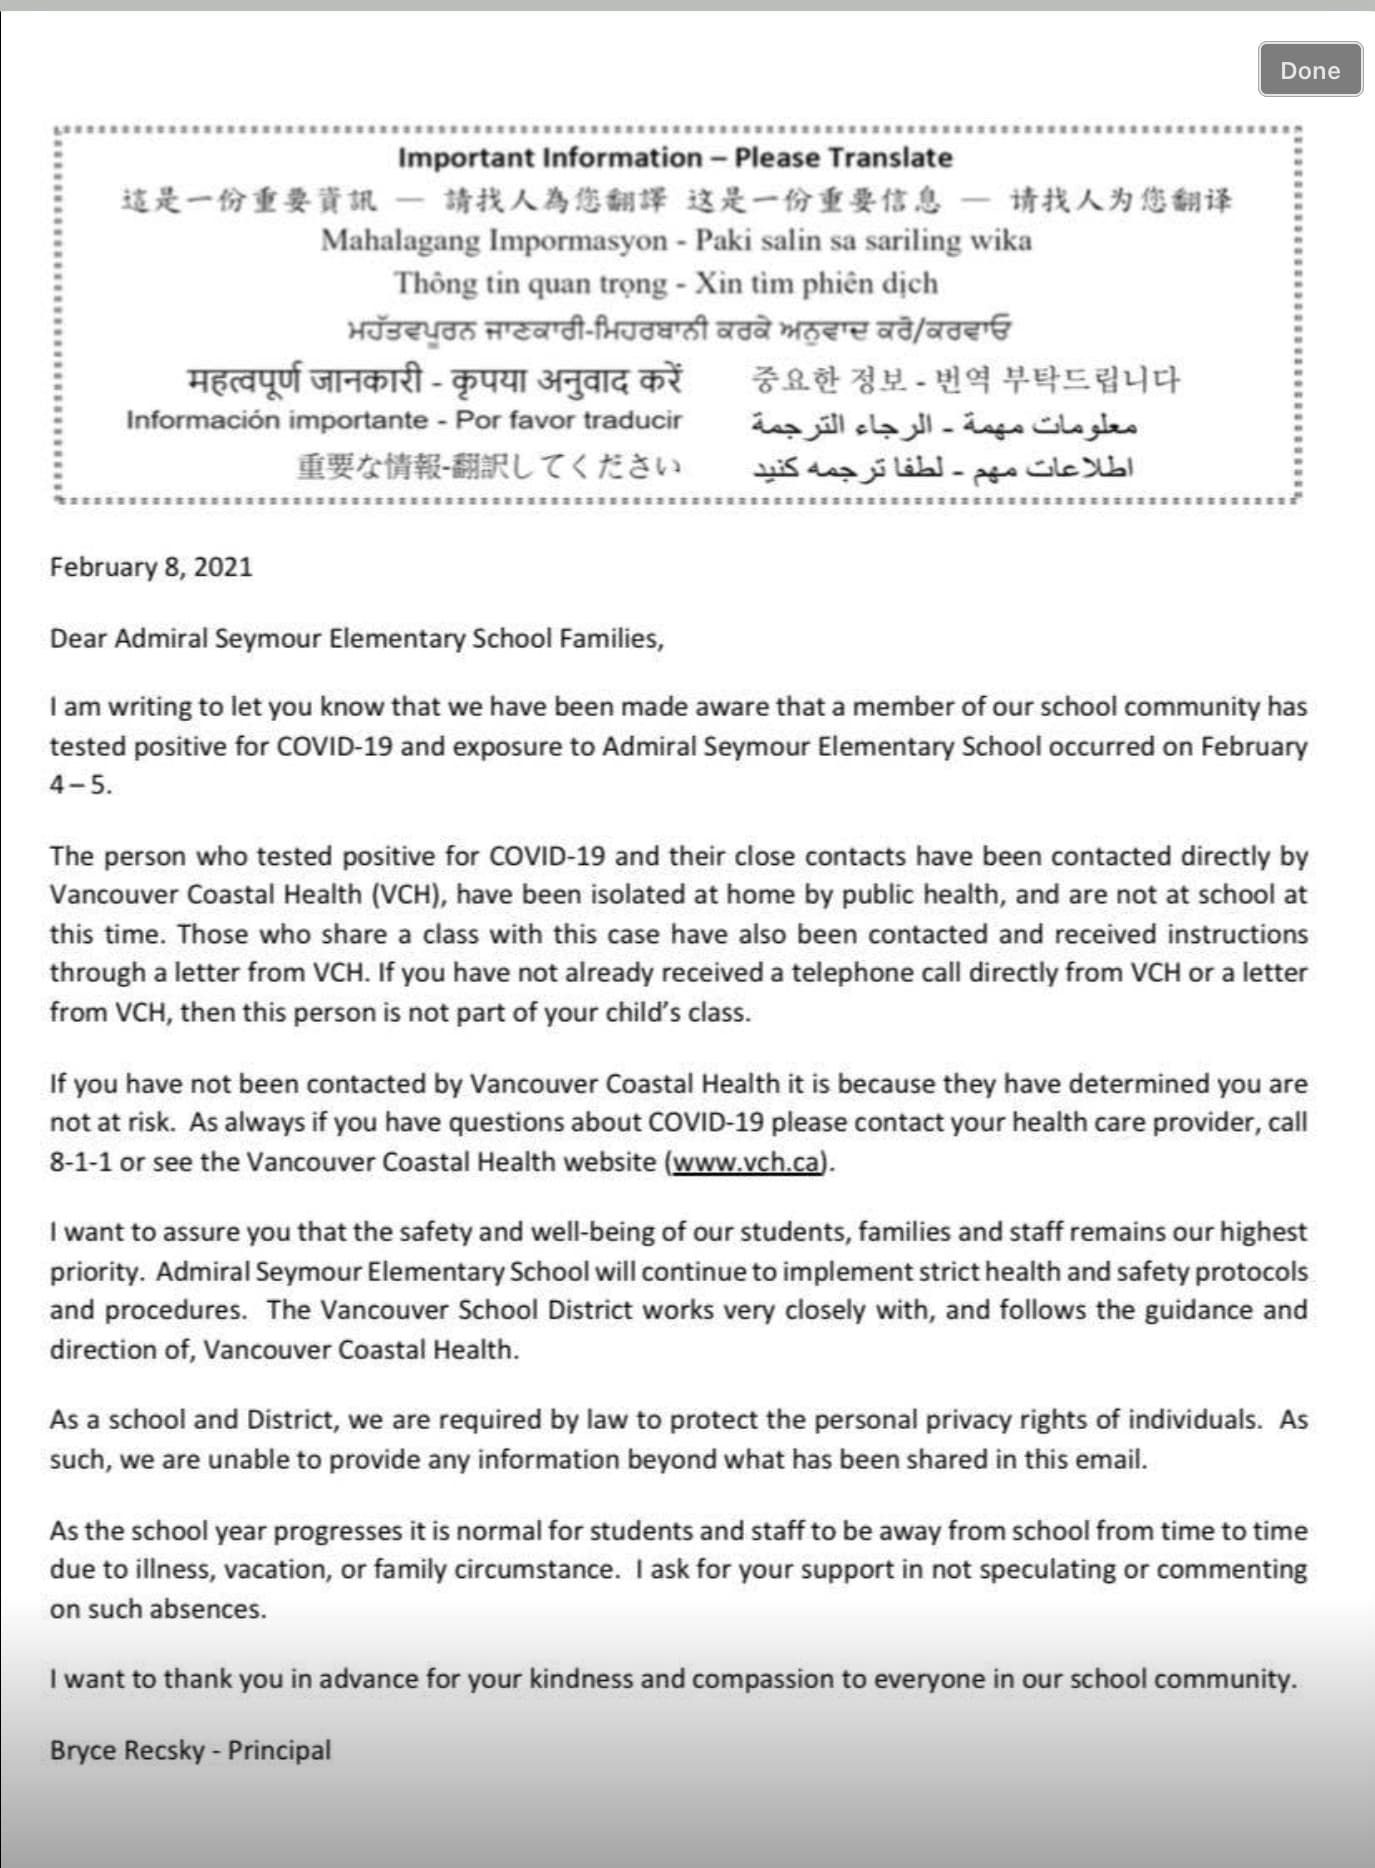 Done
Important Information – Please Translate
這是一份重要資訊 — 請找人為您翻譯 这是一份重要信息 — 请找人为您翻译
Mahalagang Impormasyon - Paki salin sa sariling wika
Thông tin quan trọng - Xin tìm phiên dịch
ਮਹੱਤਵਪੂਰਨ ਜਾਣਕਾਰੀ-ਮਿਹਰਬਾਨੀ ਕਰਕੇ ਅਨੁਵਾਦ ਕਰੋ/ਕਰਵਾਓ
महत्वपूर्ण जानकारी - कृपया अनुवाद करें 중요한 정보 - 번역 부탁드립니다
Información importante - Por favor traducir معلومات مهمة - الرجاء الترجمة
重要な情報-翻訳してください اطلاعات مهم - لطفا ترجمه کنید
February 8, 2021
Dear Admiral Seymour Elementary School Families,
I am writing to let you know that we have been made aware that a member of our school community has
tested positive for COVID-19 and exposure to Admiral Seymour Elementary School occurred on February
4 – 5.
The person who tested positive for COVID-19 and their close contacts have been contacted directly by
Vancouver Coastal Health (VCH), have been isolated at home by public health, and are not at school at
this time. Those who share a class with this case have also been contacted and received instructions
through a letter from VCH. If you have not already received a telephone call directly from VCH or a letter
from VCH, then this person is not part of your child’s class.
If you have not been contacted by Vancouver Coastal Health it is because they have determined you are
not at risk. As always if you have questions about COVID-19 please contact your health care provider, call
8-1-1 or see the Vancouver Coastal Health website (www.vch.ca).
I want to assure you that the safety and well-being of our students, families and staff remains our highest
priority. Admiral Seymour Elementary School will continue to implement strict health and safety protocols
and procedures. The Vancouver School District works very closely with, and follows the guidance and
direction of, Vancouver Coastal Health.
As a school and District, we are required by law to protect the personal privacy rights of individuals. As
such, we are unable to provide any information beyond what has been shared in this email.
As the school year progresses it is normal for students and staff to be away from school from time to time
due to illness, vacation, or family circumstance. I ask for your support in not speculating or commenting
on such absences.
I want to thank you in advance for your kindness and compassion to everyone in our school community.
Bryce Recsky - Principal